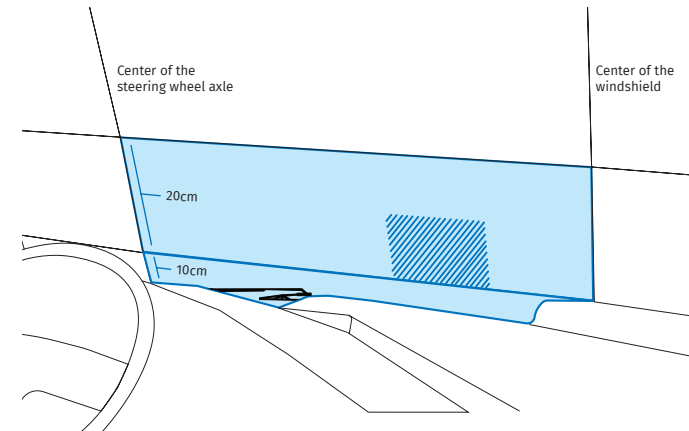 Center of the
steering wheel axle
Center of the
windshield
20cm
10cm